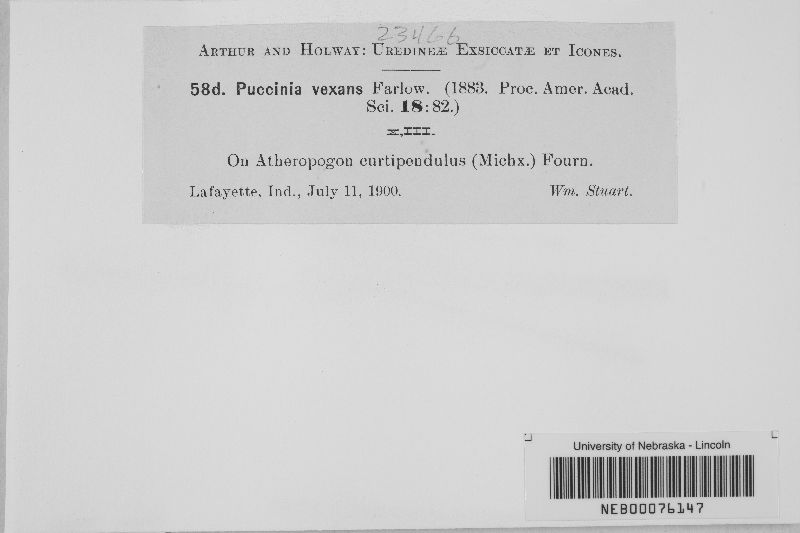 23466
ARTHUR AND HOLWAY: UREDINEÆ EXSICCATÆ ET ICONES.
58d. Puccinia vexans Farlow. (1883. Proc. Amer. Acad.
Sci. 18:82.)
II,III.
On Atheropogon curtipendulus (Michx.) Fourn.
Lafayette, Ind., July 11, 1900. Wm. Stuart.
University of Nebraska - Lincoln
NEB00076147